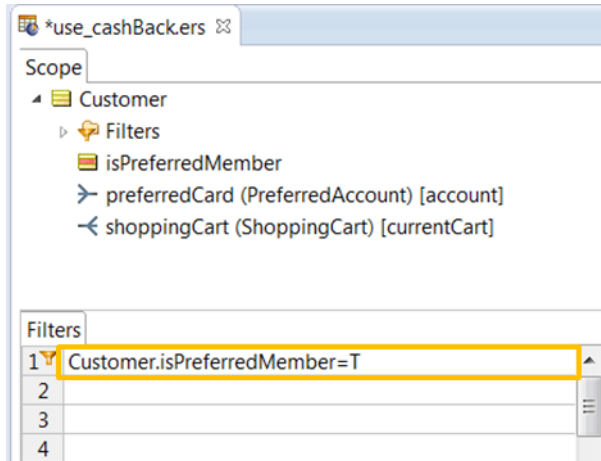 *use_cashBack.ers
Scope
Customer
Filters
isPreferredMember
preferredCard (PreferredAccount) [account]
shoppingCart (ShoppingCart) [currentCart]
Filters
1 Customer.isPreferredMember=T
2
3
4